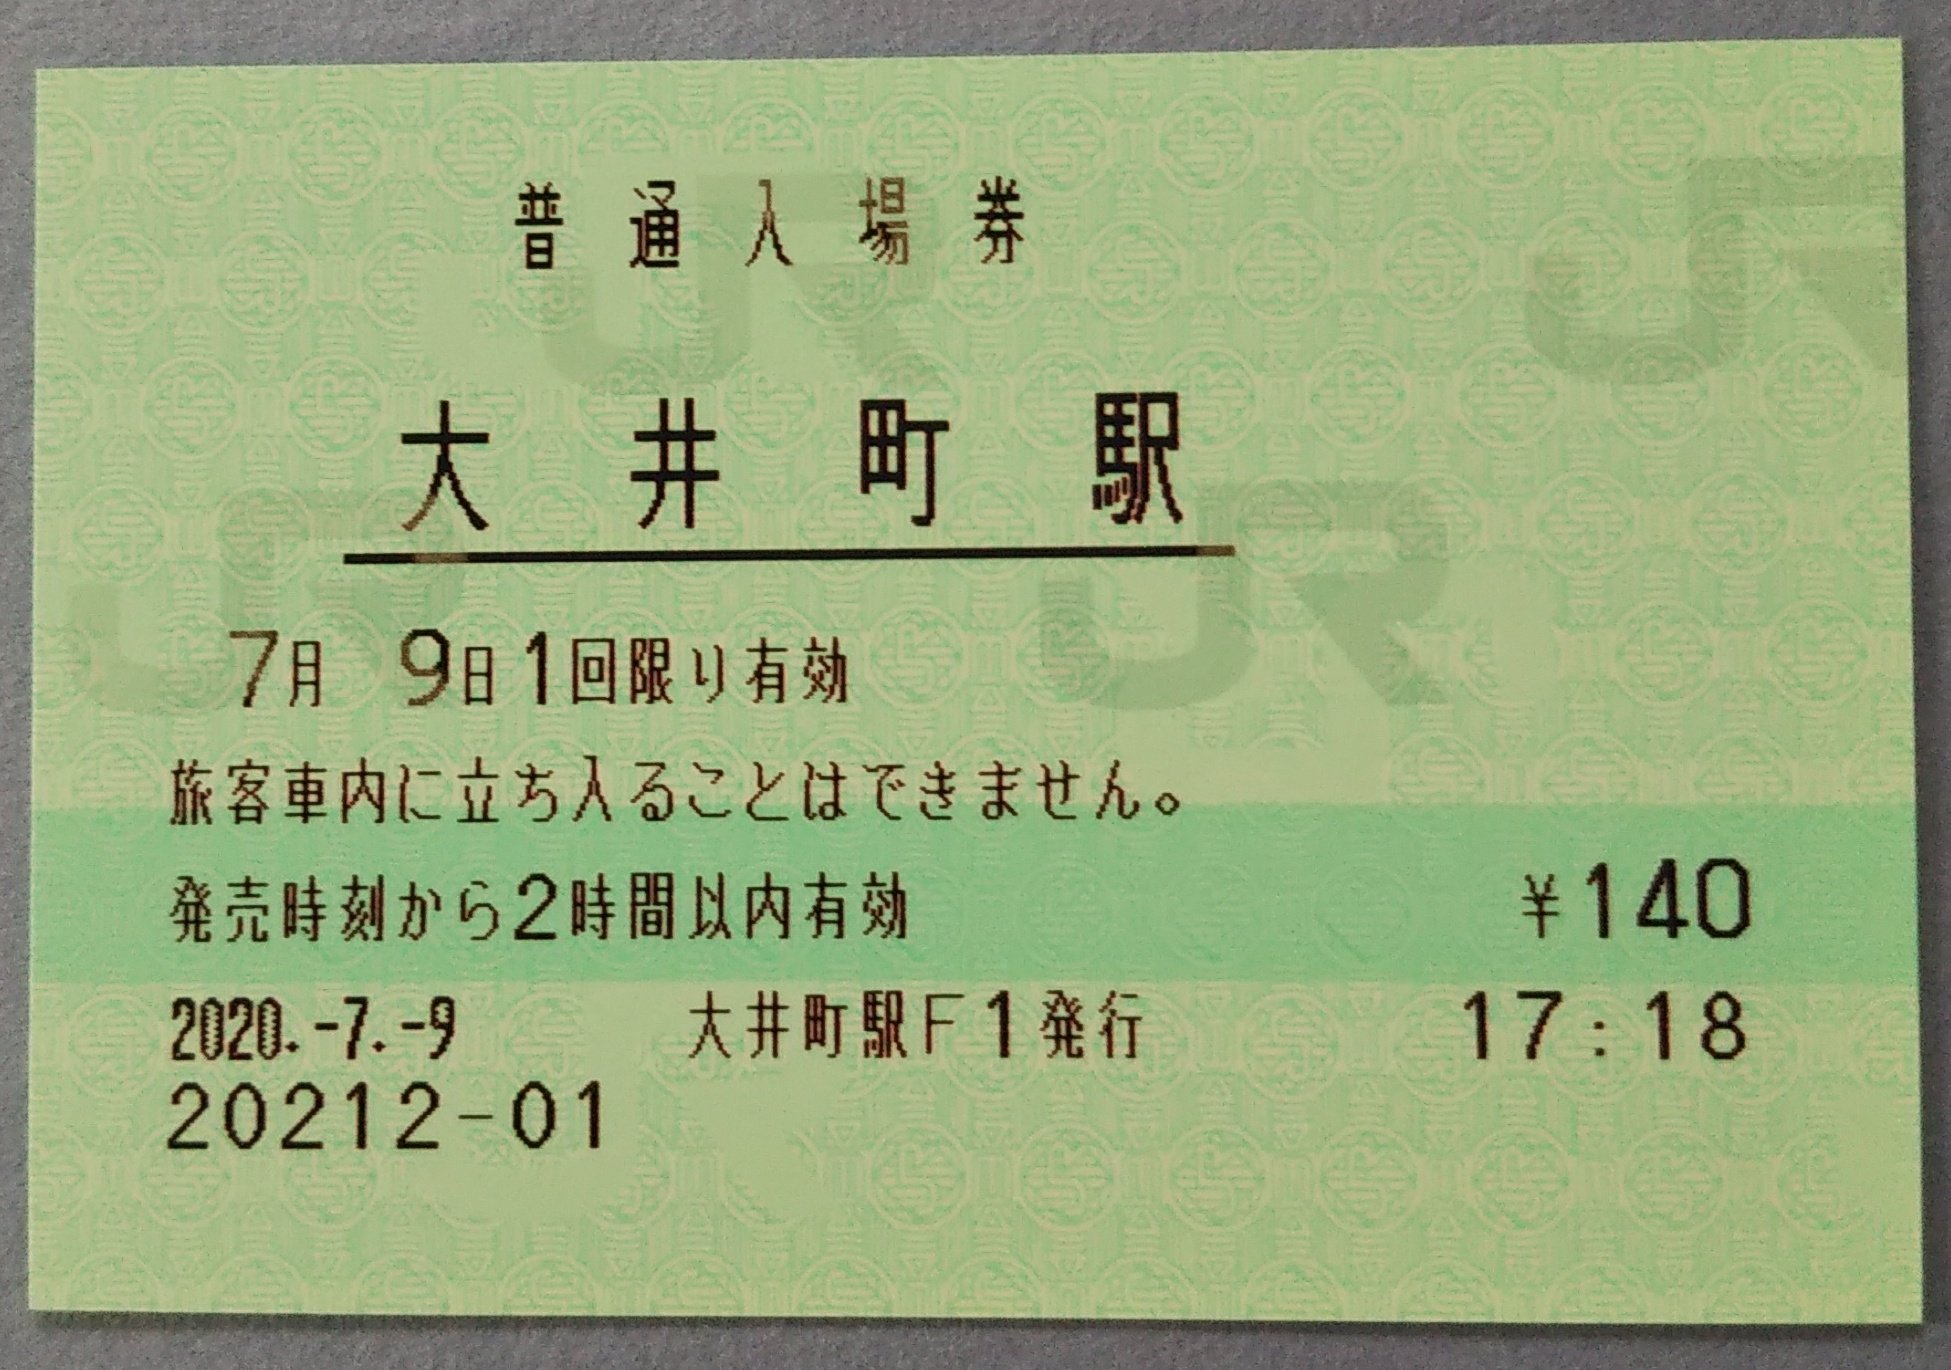 普通入場券
大井町駅
7月 9日1回限り有効
旅客車内に立ち入ることはできません。
発売時刻から2時間以内有効 ¥140
2020.-7.-9 大井町駅F1発行 17:18
20212-01